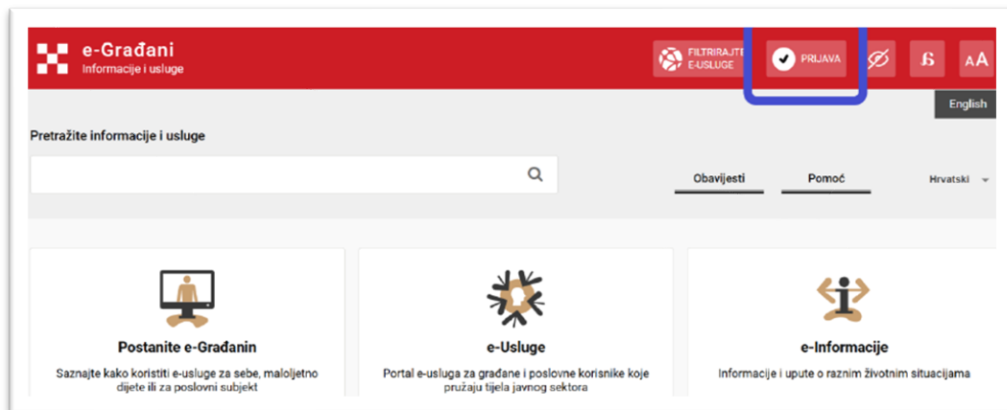 e-Građani
Informacije i usluge
FILTRIRAJTE
E-USLUGE
PRIJAVA
AA
English
Pretražite informacije i usluge
Obavijesti
Pomoć
Hrvatski
Postanite e-Građanin
Saznajte kako koristiti e-usluge za sebe, maloljetno
dijete ili za poslovni subjekt
e-Usluge
Portal e-usluga za građane i poslovne korisnike koje
pružaju tijela javnog sektora
e-Informacije
Informacije i upute o raznim životnim situacijama